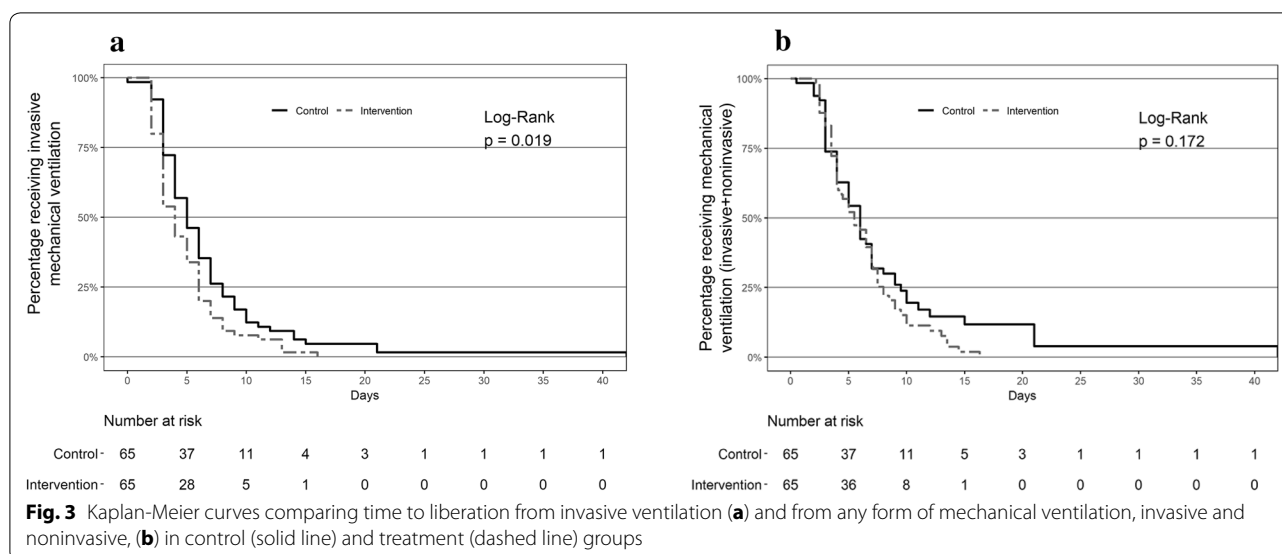 a
Percentage receiving invasive
mechanical ventilation
100%
75%
50%
25%
0%
Control Intervention
Log-Rank
p = 0.019
0 5 10 15 20 25 30 35 40
Days
Number at risk
Control- 65 37 11 4 3 1 1 1 1
Intervention- 65 28 5 1 0 0 0 0 0
b
Percentage receiving mechanical
ventilation (invasive+noninvasive)
100%
75%
50%
25%
0%
Control Intervention
Log-Rank
p = 0.172
0 5 10 15 20 25 30 35 40
Days
Number at risk
Control- 65 37 11 5 3 1 1 1 1
Intervention- 65 36 8 1 0 0 0 0 0
Fig. 3 Kaplan-Meier curves comparing time to liberation from invasive ventilation (a) and from any form of mechanical ventilation, invasive and
noninvasive, (b) in control (solid line) and treatment (dashed line) groups